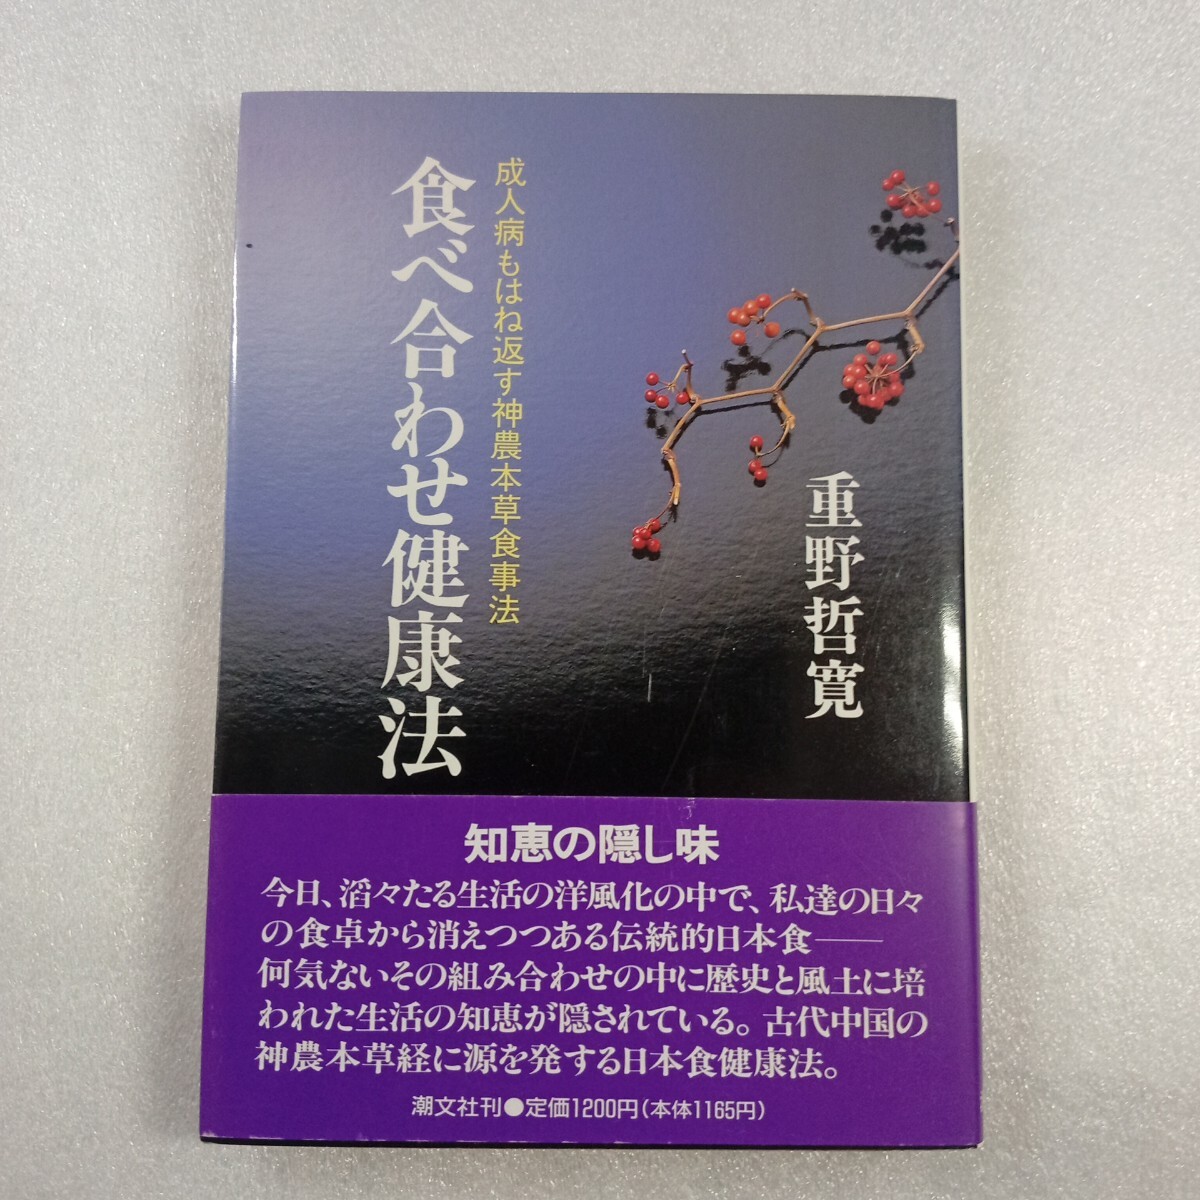 成人病もはね返す神農本草食事法
食べ合わせ健康法
重野哲寛
知恵の隠し味
今日、滔々たる生活の洋風化の中で、私達の日々
の食卓から消えつつある伝統的日本食――
何気ないその組み合わせの中に歴史と風土に培
われた生活の知恵が隠されている。古代中国の
神農本草経に源を発する日本食健康法。
潮文社刊●定価1200円(本体1165円)